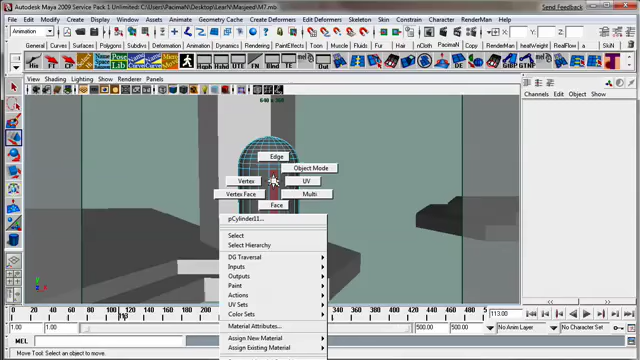 Autodesk Maya 2009 Service Pack 1 Unlimited: C:\Users\PacimaN\Desktop\LearN\Masjeed\M7.mb
Send Feedback
File Edit Modify Create Display Window Assets Animate Geometry Cache Create Deformers Edit Deformers Skeleton Skin Constrain Character RenderMan Help
Animation
General Curves Surfaces Polygons Subdivs Deformation Animation Dynamics Rendering PaintEffects Toon Muscle Fluids Fur Hair nCloth PacimaN Custom RenderMan Bjs heatWeight RealFlow
View Shading Lighting Show Renderer Panels
Channels Edit Object Show
640 x 360
Edge
Object Mode
Vertex UV
Vertex Face Multi
Face
pCylinder11...
Select
Select Hierarchy
DG Traversal
Inputs
Outputs
Paint
Actions
UV Sets
Color Sets
Material Attributes...
Assign New Material
Assign Existing Material
113.00
1.00 1.00 500.00 500.00 No Anim Layer No Character Set
MEL
Move Tool: Select an object to move.